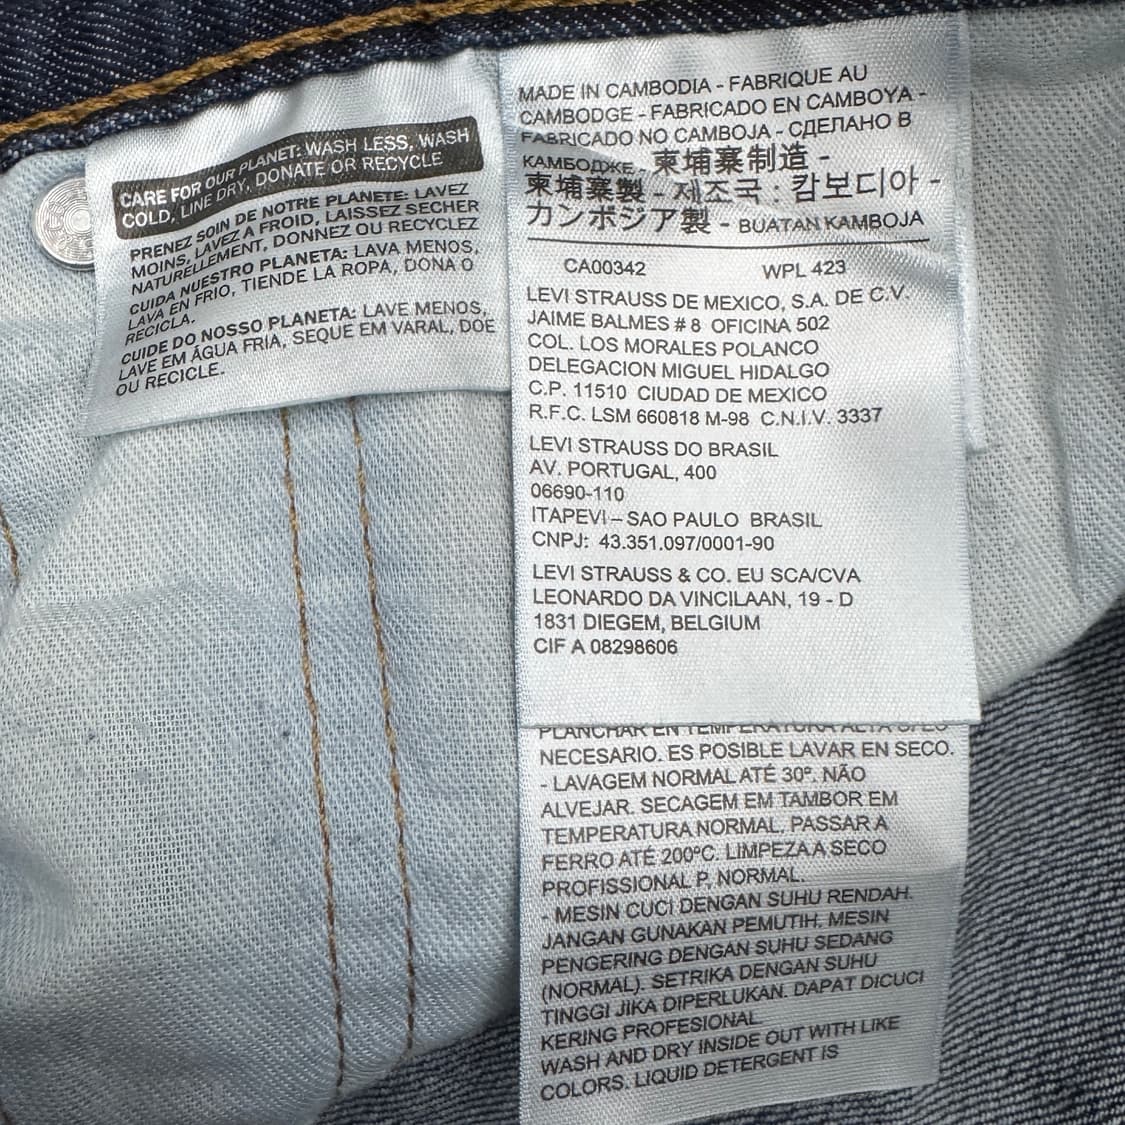 CARE FOR OUR PLANET: WASH LESS, WASH
COLD, LINE DRY, DONATE OR RECYCLE
PRENEZ SOIN DE NOTRE PLANETE: LAVEZ
MOINS, LAVEZ A FROID, LAISSEZ SECHER
NATURELLEMENT, DONNEZ OU RECYCLEZ
CUIDA NUESTRO PLANETA: LAVA MENOS,
LAVA EN FRIO, TIENDE LA ROPA, DONA O
RECICLA.
CUIDE DO NOSSO PLANETA: LAVE MENOS,
LAVE EM ÁGUA FRIA, SEQUE EM VARAL, DOE
OU RECICLE.
MADE IN CAMBODIA - FABRIQUE AU
CAMBODGE - FABRICADO EN CAMBOYA -
FABRICADO NO CAMBOJA - СДЕЛАНО В
КАМБОДЖЕ - 柬埔寨制造 -
柬埔寨製 - 제조국 : 캄보디아 -
カンボジア製 - BUATAN KAMBOJA
CA00342 WPL 423
LEVI STRAUSS DE MEXICO, S.A. DE C.V.
JAIME BALMES # 8 OFICINA 502
COL. LOS MORALES POLANCO
DELEGACION MIGUEL HIDALGO
C.P. 11510 CIUDAD DE MEXICO
R.F.C. LSM 660818 M-98 C.N.I.V. 3337
LEVI STRAUSS DO BRASIL
AV. PORTUGAL, 400
06690-110
ITAPEVI – SAO PAULO BRASIL
CNPJ: 43.351.097/0001-90
LEVI STRAUSS & CO. EU SCA/CVA
LEONARDO DA VINCILAAN, 19 - D
1831 DIEGEM, BELGIUM
CIF A 08298606
PLANCHAR EN TEMPERATURA ALTA
NECESARIO. ES POSIBLE LAVAR EN SECO.
- LAVAGEM NORMAL ATÉ 30º. NÃO
ALVEJAR. SECAGEM EM TAMBOR EM
TEMPERATURA NORMAL. PASSAR A
FERRO ATÉ 200ºC. LIMPEZA A SECO
PROFISSIONAL P, NORMAL.
- MESIN CUCI DENGAN SUHU RENDAH.
JANGAN GUNAKAN PEMUTIH. MESIN
PENGERING DENGAN SUHU SEDANG
(NORMAL). SETRIKA DENGAN SUHU
TINGGI JIKA DIPERLUKAN. DAPAT DICUCI
KERING PROFESIONAL
WASH AND DRY INSIDE OUT WITH LIKE
COLORS. LIQUID DETERGENT IS